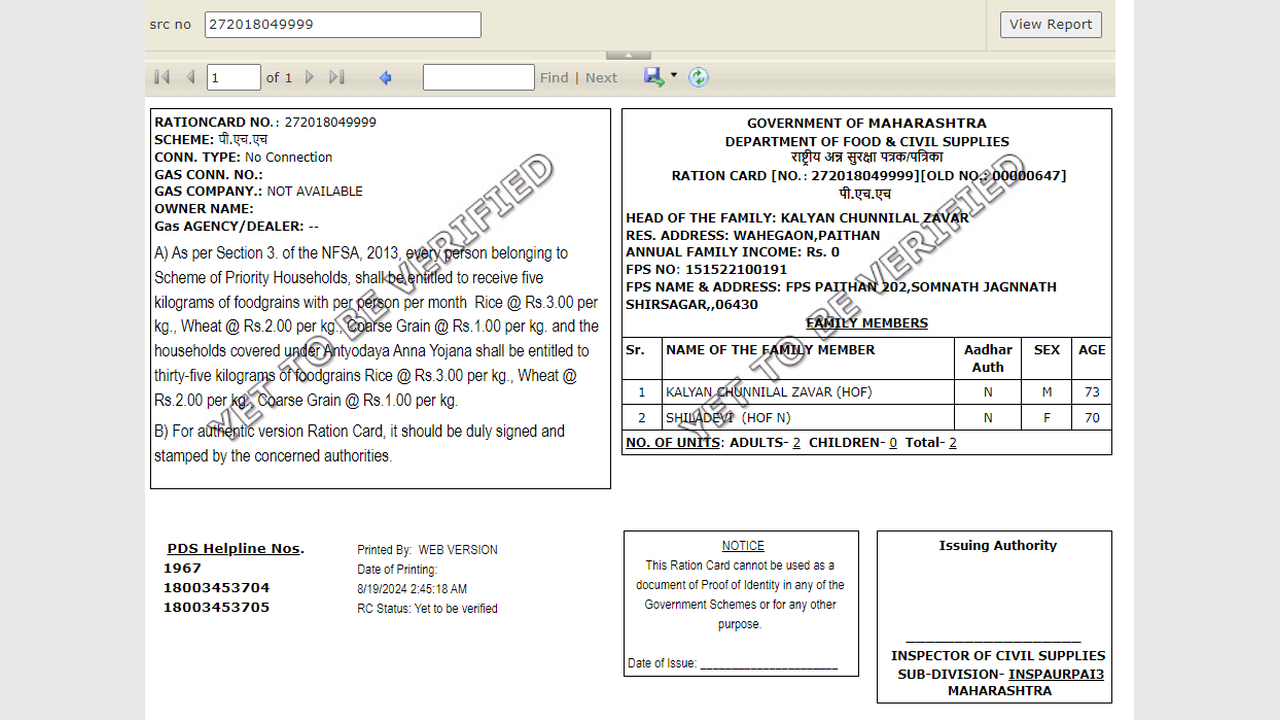 src no 272018049999 View Report
1 of 1 Find | Next
RATIONCARD NO.: 272018049999
SCHEME: पी.एच.एच
CONN. TYPE: No Connection
GAS CONN. NO.:
GAS COMPANY.: NOT AVAILABLE
OWNER NAME:
Gas AGENCY/DEALER: --
A) As per Section 3. of the NFSA, 2013, every person belonging to
Scheme of Priority Households, shall be entitled to receive five
kilograms of foodgrains with per person per month Rice @ Rs.3.00 per
kg., Wheat @ Rs.2.00 per kg., Coarse Grain @ Rs.1.00 per kg. and the
households covered under Antyodaya Anna Yojana shall be entitled to
thirty-five kilograms of foodgrains Rice @ Rs.3.00 per kg., Wheat @
Rs.2.00 per kg., Coarse Grain @ Rs.1.00 per kg.
B) For authentic version Ration Card, it should be duly signed and
stamped by the concerned authorities.
YET TO BE VERIFIED
GOVERNMENT OF MAHARASHTRA
DEPARTMENT OF FOOD & CIVIL SUPPLIES
राष्ट्रीय अन्न सुरक्षा पत्रक/पत्रिका
RATION CARD [NO.: 272018049999][OLD NO.: 00000647]
पी.एच.एच
HEAD OF THE FAMILY: KALYAN CHUNNILAL ZAVAR
RES. ADDRESS: WAHEGAON,PAITHAN
ANNUAL FAMILY INCOME: Rs. 0
FPS NO: 151522100191
FPS NAME & ADDRESS: FPS PAITHAN 202,SOMNATH JAGNNATH
SHIRSAGAR,,06430
FAMILY MEMBERS
Sr. NAME OF THE FAMILY MEMBER Aadhar Auth SEX AGE
1 KALYAN CHUNNILAL ZAVAR (HOF) N M 73
2 SHILADEVI (HOF N) N F 70
NO. OF UNITS: ADULTS- 2 CHILDREN- 0 Total- 2
YET TO BE VERIFIED
PDS Helpline Nos.
1967
18003453704
18003453705
Printed By: WEB VERSION
Date of Printing:
8/19/2024 2:45:18 AM
RC Status: Yet to be verified
NOTICE
This Ration Card cannot be used as a
document of Proof of Identity in any of the
Government Schemes or for any other
purpose.
Date of Issue: ______________________
Issuing Authority
____________________
INSPECTOR OF CIVIL SUPPLIES
SUB-DIVISION- INSPAURPAI3
MAHARASHTRA